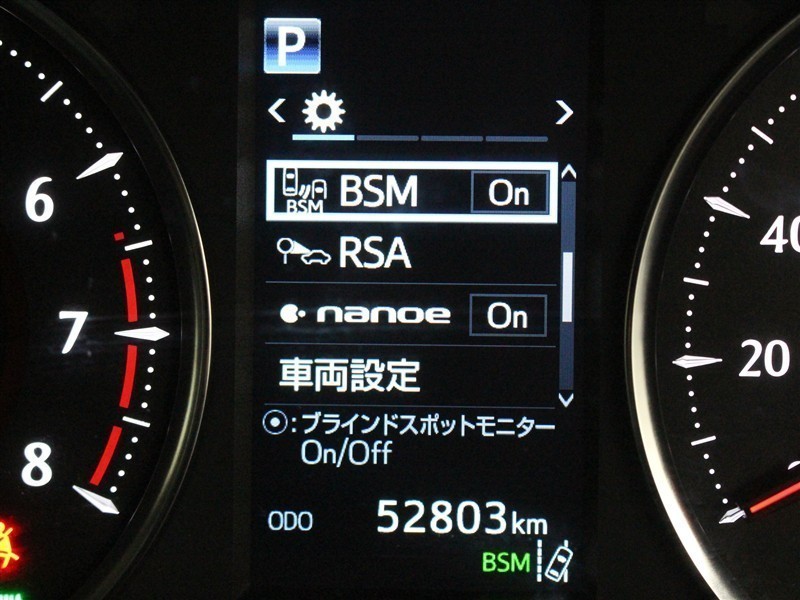 P
BSM
BSM On
RSA
nanoe On
車両設定
⦿:ブラインドスポットモニター
On/Off
ODO 52803km
BSM
6
7
8
20